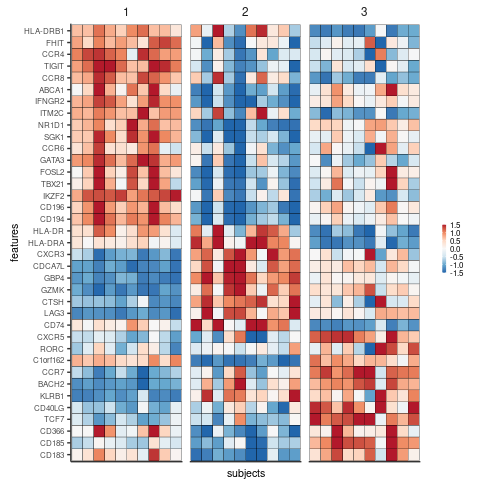 1 2 3
HLA-DRB1
FHIT
CCR4
TIGIT
CCR8
ABCA1
IFNGR2
ITM2C
NR1D1
SGK1
CCR6
GATA3
FOSL2
TBX21
IKZF2
CD196
CD194
HLA-DR
HLA-DRA
CXCR3
CDCA7L
GBP4
GZMK
CTSH
LAG3
CD74
CXCR5
RORC
C1orf162
CCR7
BACH2
KLRB1
CD40LG
TCF7
CD366
CD185
CD183
features
subjects
1.5
1.0
0.5
0.0
-0.5
-1.0
-1.5